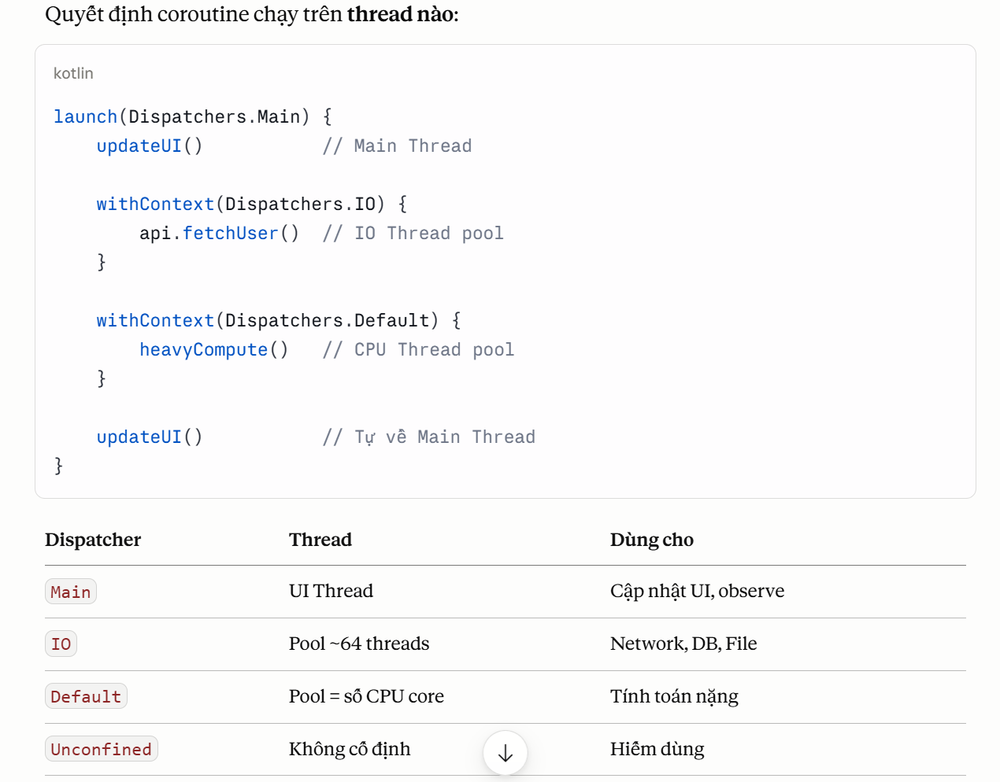 Quyết định coroutine chạy trên thread nào:
kotlin
launch(Dispatchers.Main) {
    updateUI()           // Main Thread
    withContext(Dispatchers.IO) {
        api.fetchUser()  // IO Thread pool
    }
    withContext(Dispatchers.Default) {
        heavyCompute()   // CPU Thread pool
    }
    updateUI()           // Tự về Main Thread
}
Dispatcher Thread Dùng cho
Main UI Thread Cập nhật UI, observe
IO Pool ~64 threads Network, DB, File
Default Pool = số CPU core Tính toán nặng
Unconfined Không cố định Hiếm dùng